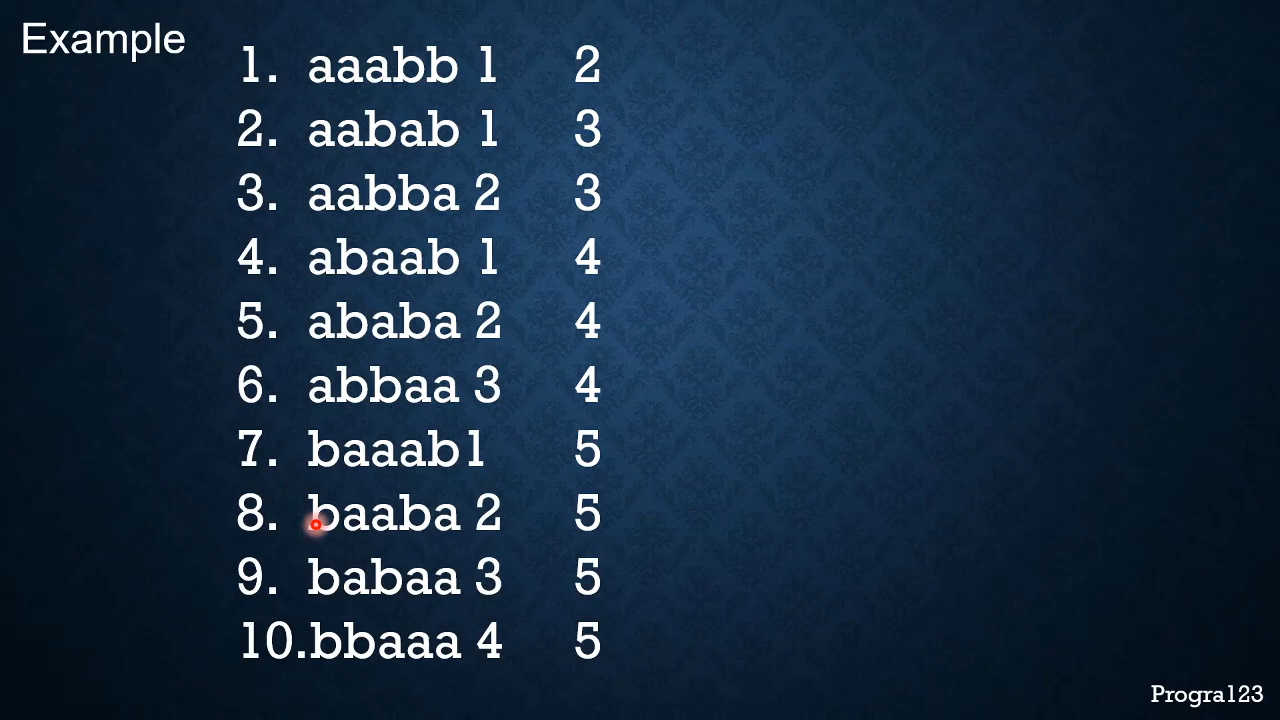 Example
1. aaabb 1 2
2. aabab 1 3
3. aabba 2 3
4. abaab 1 4
5. ababa 2 4
6. abbaa 3 4
7. baaab1 5
8. baaba 2 5
9. babaa 3 5
10.bbaaa 4 5
Progra123